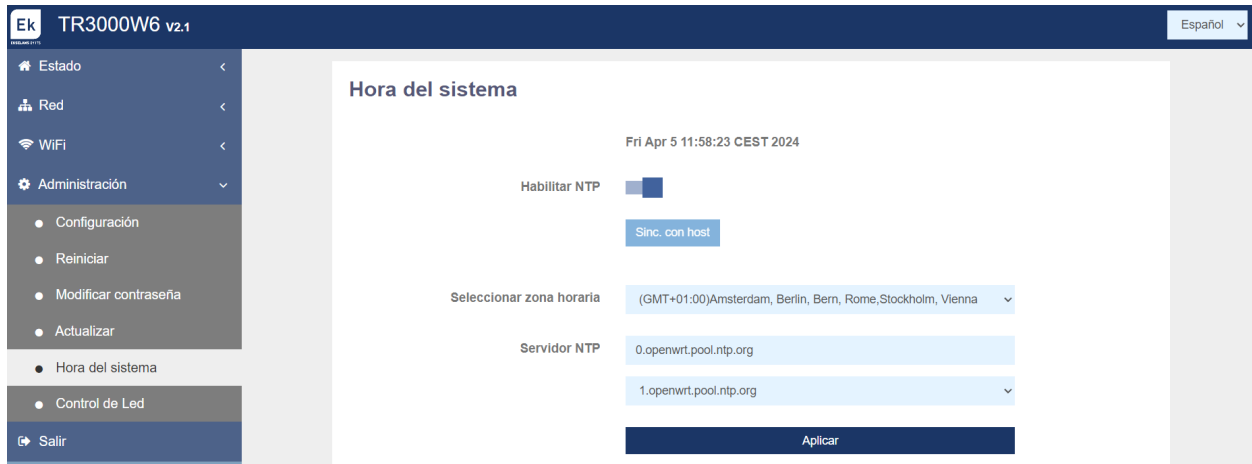 Ek
TR3000W6 V2.1
Español
Estado
Red
WiFi
Administración
Configuración
Reiniciar
Modificar contraseña
Actualizar
Hora del sistema
Control de Led
Salir
Hora del sistema
Fri Apr 5 11:58:23 CEST 2024
Habilitar NTP
Sinc. con host
Seleccionar zona horaria
(GMT+01:00)Amsterdam, Berlin, Bern, Rome,Stockholm, Vienna
Servidor NTP
0.openwrt.pool.ntp.org
1.openwrt.pool.ntp.org
Aplicar